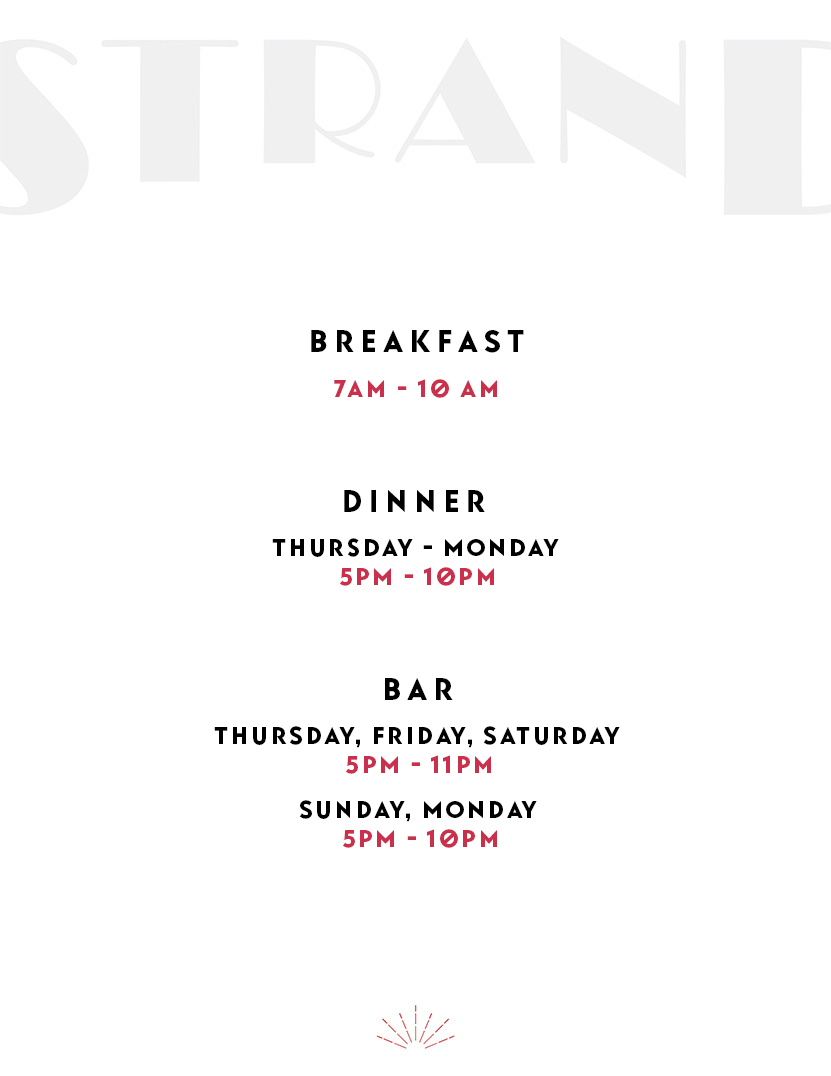 STRAND
BREAKFAST
7AM - 10 AM
DINNER
THURSDAY - MONDAY
5PM - 10PM
BAR
THURSDAY, FRIDAY, SATURDAY
5PM - 11PM
SUNDAY, MONDAY
5PM - 10PM